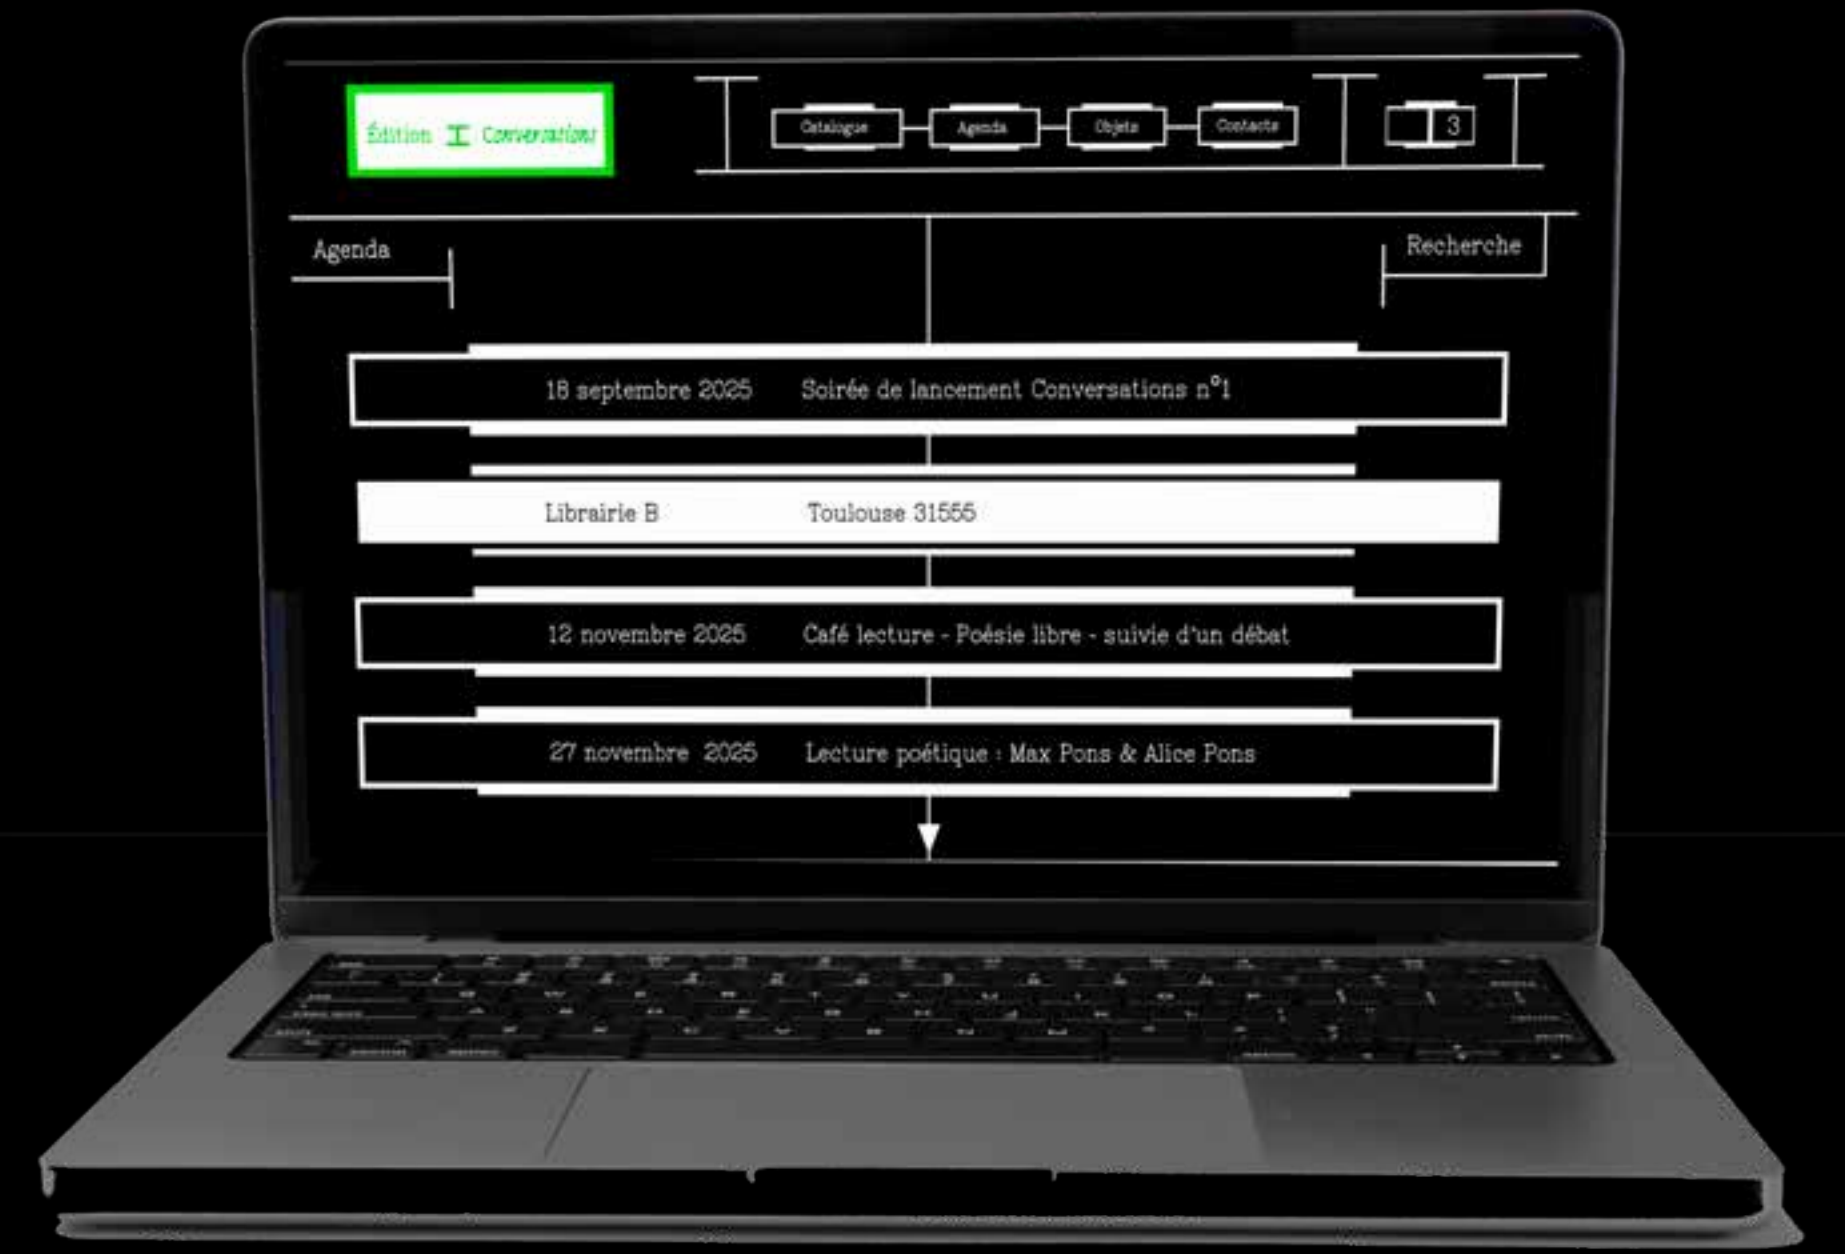 Édition I Conversations
Catalogue Agenda Objets Contacts 3
Agenda
Recherche
18 septembre 2025 Soirée de lancement Conversations n°1
Librairie B Toulouse 31555
12 novembre 2025 Café lecture - Poésie libre - suivie d'un débat
27 novembre 2025 Lecture poétique : Max Pons & Alice Pons